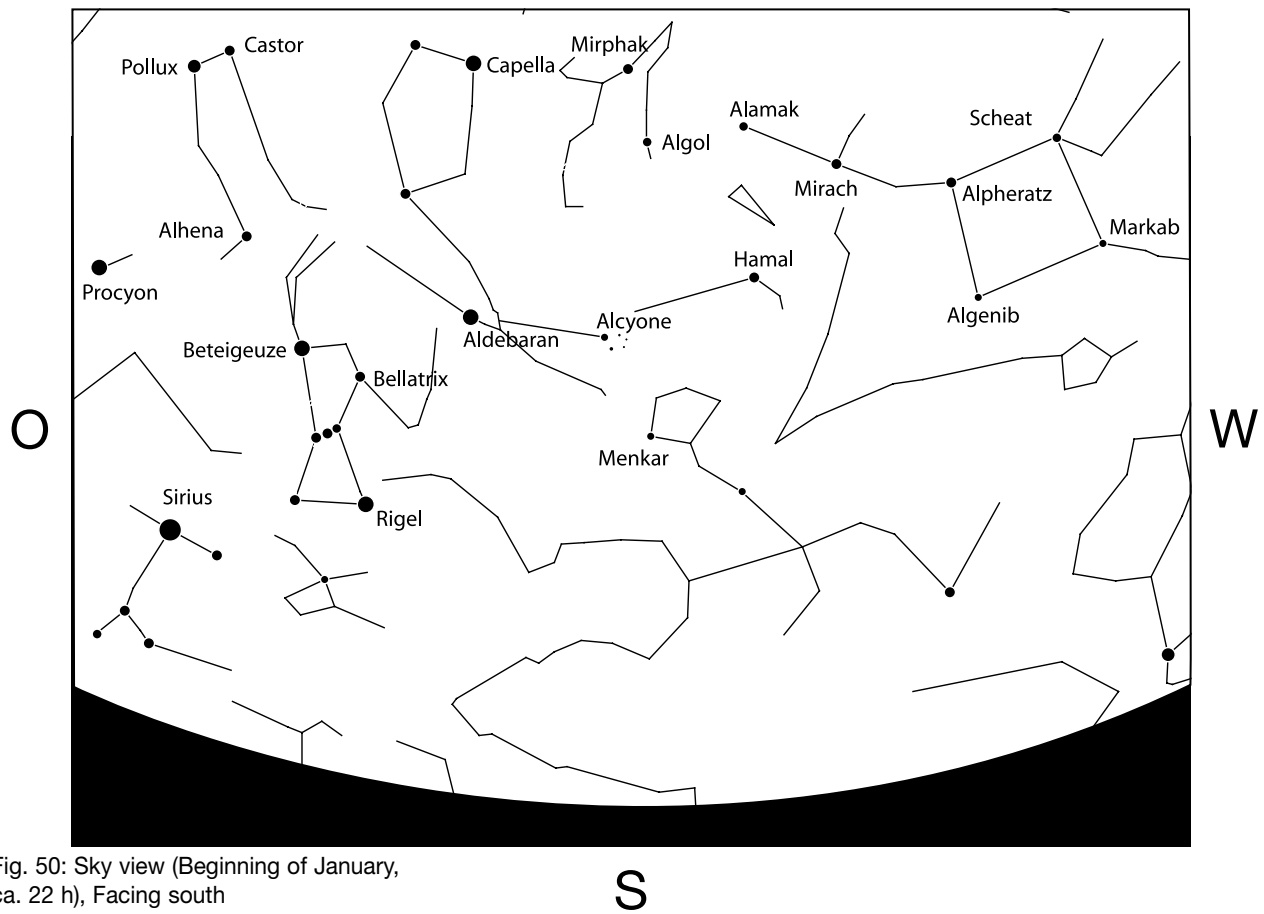 Castor
Pollux
Capella
Mirphak
Algol
Alamak
Scheat
Mirach
Alpheratz
Markab
Alhena
Procyon
Hamal
Algenib
Alcyone
Aldebaran
Beteigeuze
Bellatrix
O
W
Menkar
Sirius
Rigel
Fig. 50: Sky view (Beginning of January,
ca. 22 h), Facing south
S